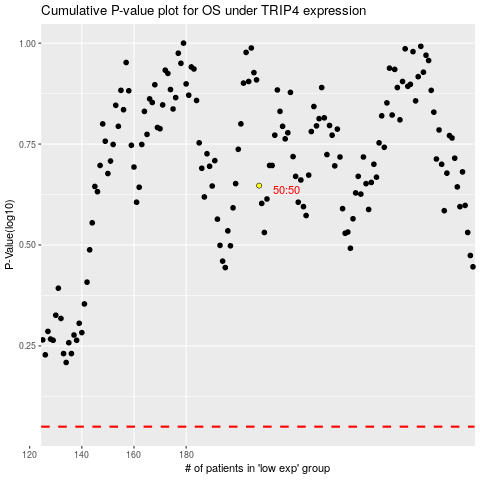 Cumulative P-value plot for OS under TRIP4 expression
P-Value(log10)
1.00
0.75
0.50
0.25
50:50
120 140 160 180
# of patients in 'low exp' group